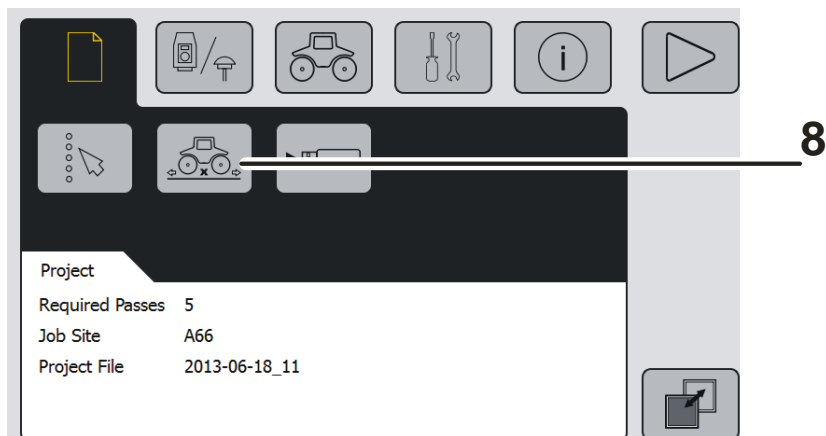 8
Project
Required Passes 5
Job Site A66
Project File 2013-06-18_11